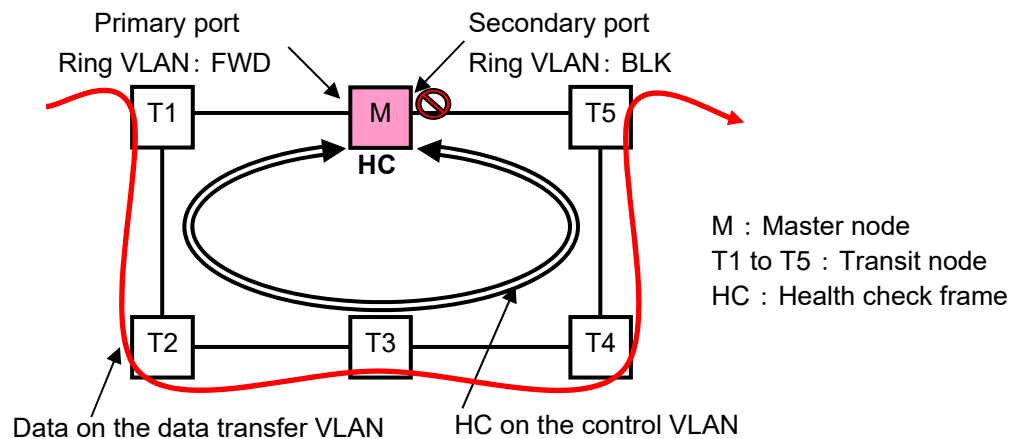 Primary port
Secondary port
Ring VLAN: FWD
Ring VLAN: BLK
T1
M
T5
HC
M : Master node
T1 to T5 : Transit node
HC : Health check frame
T2
T3
T4
Data on the data transfer VLAN
HC on the control VLAN